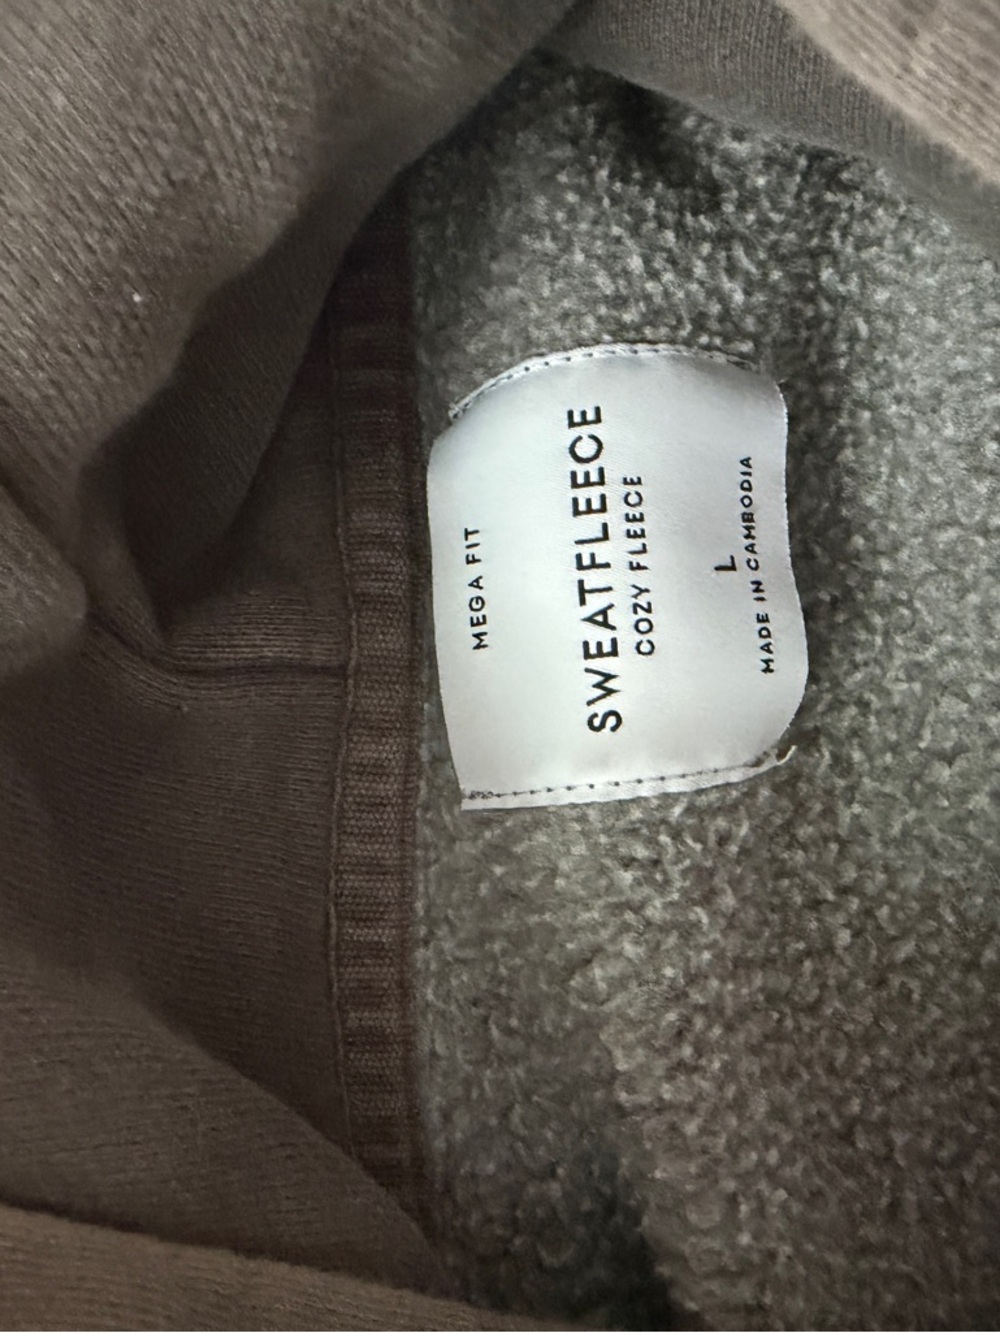 MEGA FIT
SWEATFLEECE
COZY FLEECE
L
MADE IN CAMBODIA